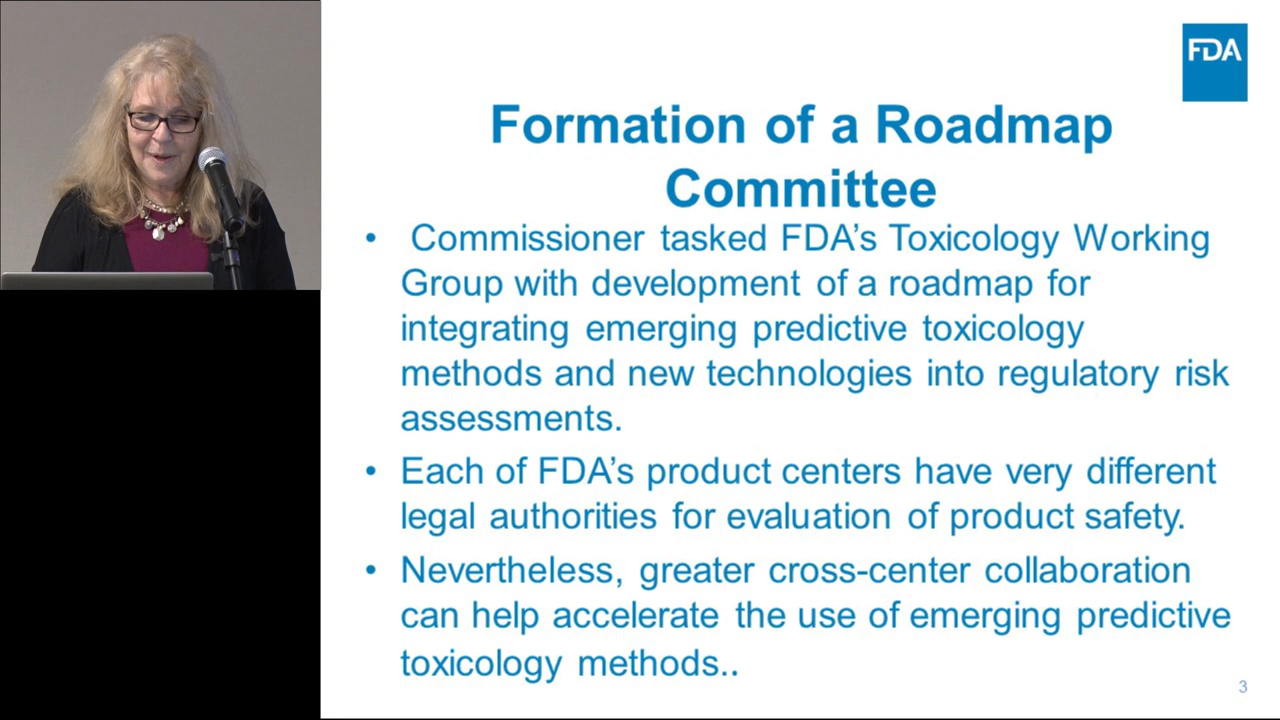 FDA
Formation of a Roadmap
Committee
• Commissioner tasked FDA’s Toxicology Working
Group with development of a roadmap for
integrating emerging predictive toxicology
methods and new technologies into regulatory risk
assessments.
• Each of FDA’s product centers have very different
legal authorities for evaluation of product safety.
• Nevertheless, greater cross-center collaboration
can help accelerate the use of emerging predictive
toxicology methods..
3